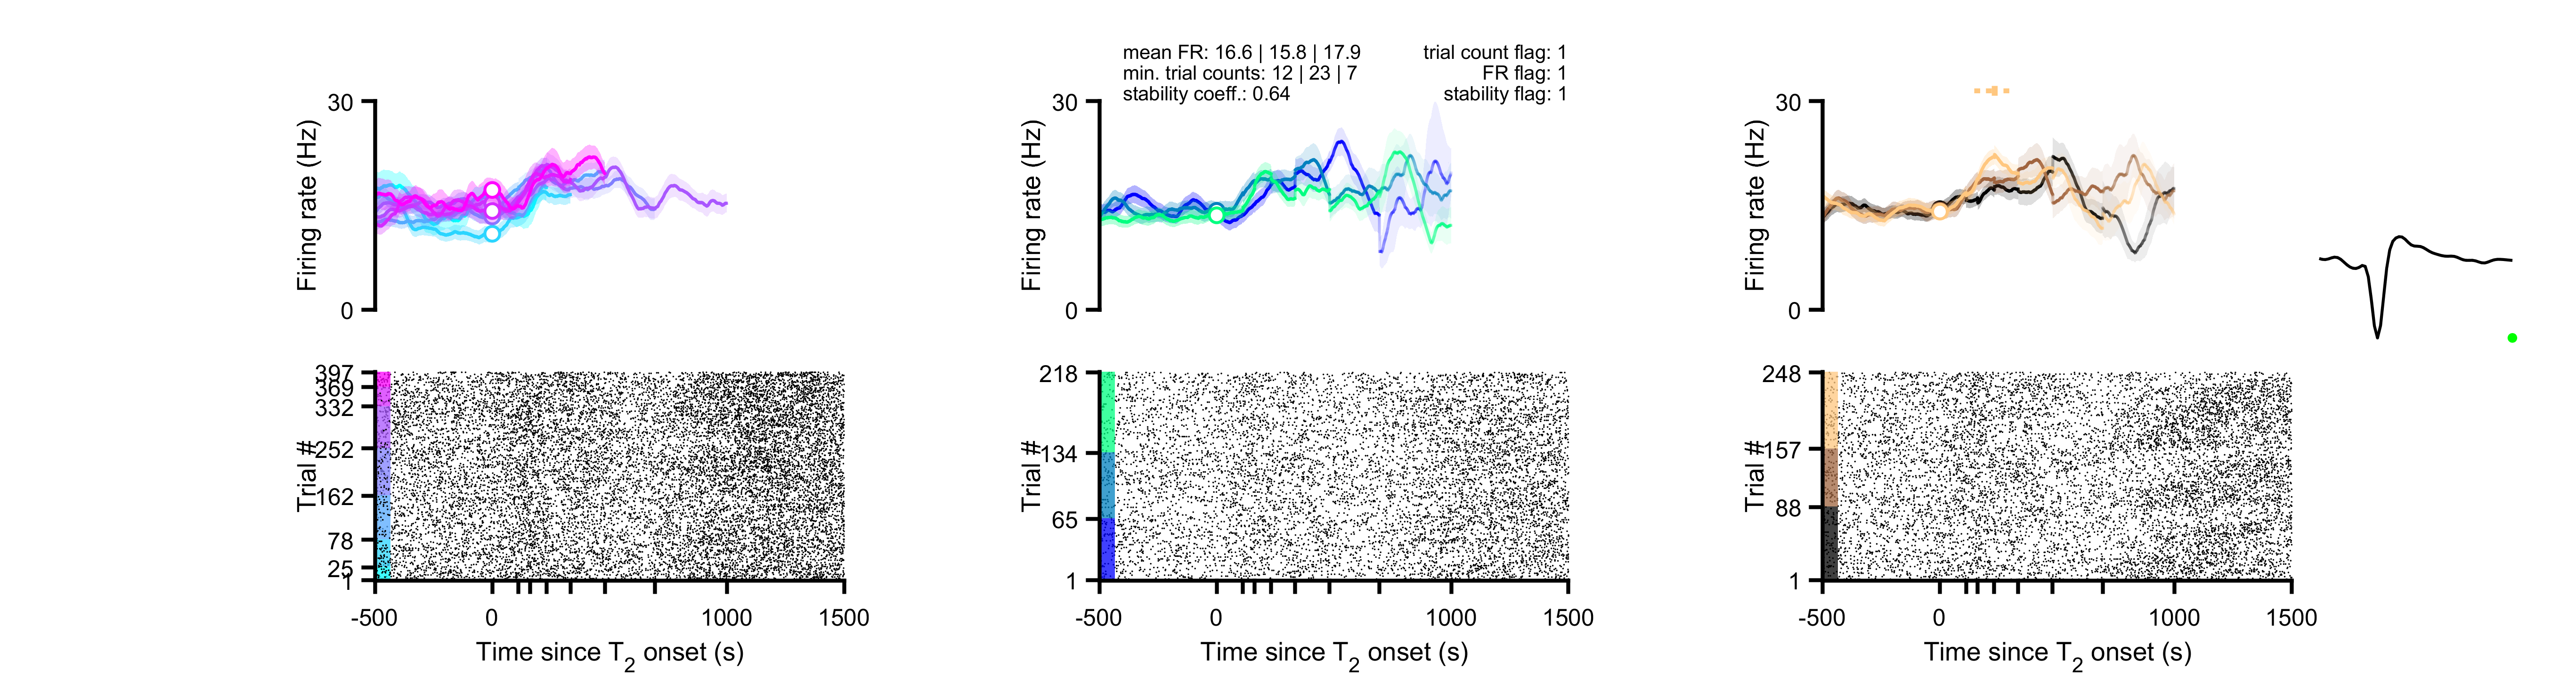 mean FR: 16.6 | 15.8 | 17.9
min. trial counts: 12 | 23 | 7
stability coeff.: 0.64
trial count flag: 1
FR flag: 1
stability flag: 1
30
Firing rate (Hz)
0
397
369
332
252
162
78
25
1
Trial #
-500
0
1000
1500
Time since T2 onset (s)
30
Firing rate (Hz)
0
218
134
65
1
Trial #
-500
0
1000
1500
Time since T2 onset (s)
30
Firing rate (Hz)
0
248
157
88
1
Trial #
-500
0
1000
1500
Time since T2 onset (s)